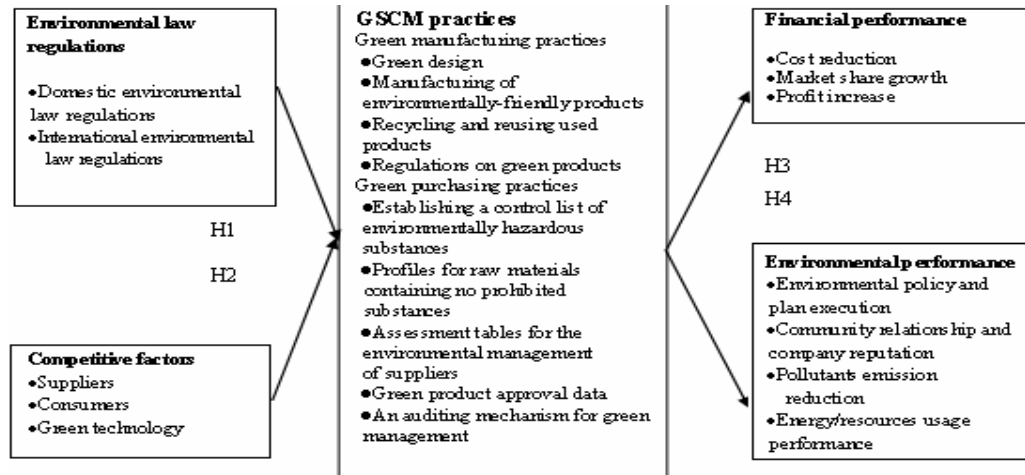 Environmental law
regulations
•Domestic environmental
law regulations
•International environmental
law regulations
H1
H2
Competitive factors
•Suppliers
•Consumers
•Green technology
GSCM practices
Green manufacturing practices
●Green design
●Manufacturing of
environmentally-friendly products
●Recycling and reusing used
products
●Regulations on green products
Green purchasing practices
●Establishing a control list of
environmentally hazardous
substances
●Profiles for raw materials
containing no prohibited
substances
●Assessment tables for the
environmental management
of suppliers
●Green product approval data
●An auditing mechanism for green
management
Financial performance
•Cost reduction
•Market share growth
•Profit increase
H3
H4
Environmental performance
•Environmental policy and
plan execution
•Community relationship and
company reputation
•Pollutants emission
reduction
•Energy/resources usage
performance